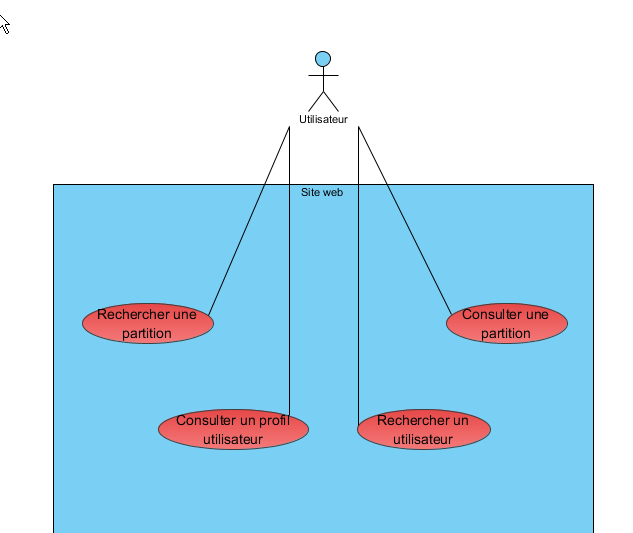 Utilisateur
Site web
Rechercher une
partition
Consulter une
partition
Consulter un profil
utilisateur
Rechercher un
utilisateur